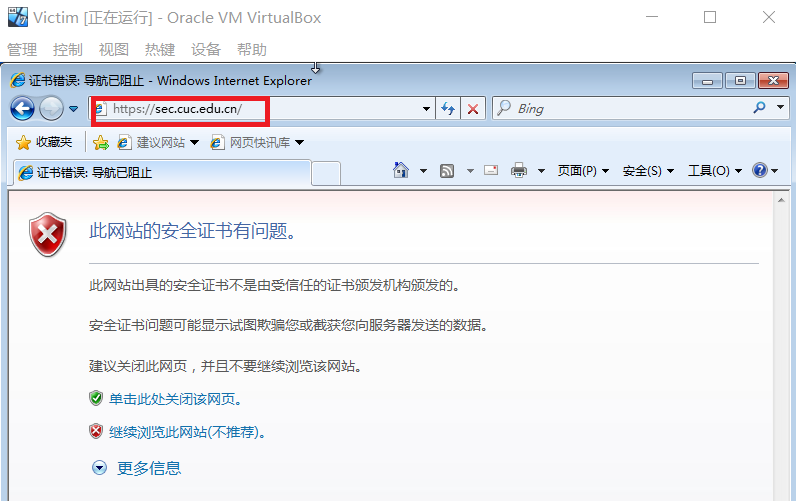 Victim [正在运行] - Oracle VM VirtualBox
管理 控制 视图 热键 设备 帮助
证书错误: 导航已阻止 - Windows Internet Explorer
https://sec.cuc.edu.cn/ Bing
收藏夹 建议网站 网页快讯库
证书错误: 导航已阻止 页面(P) 安全(S) 工具(O)
此网站的安全证书有问题。
此网站出具的安全证书不是由受信任的证书颁发机构颁发的。
安全证书问题可能显示试图欺骗您或截获您向服务器发送的数据。
建议关闭此网页，并且不要继续浏览该网站。
单击此处关闭该网页。
继续浏览此网站(不推荐)。
更多信息